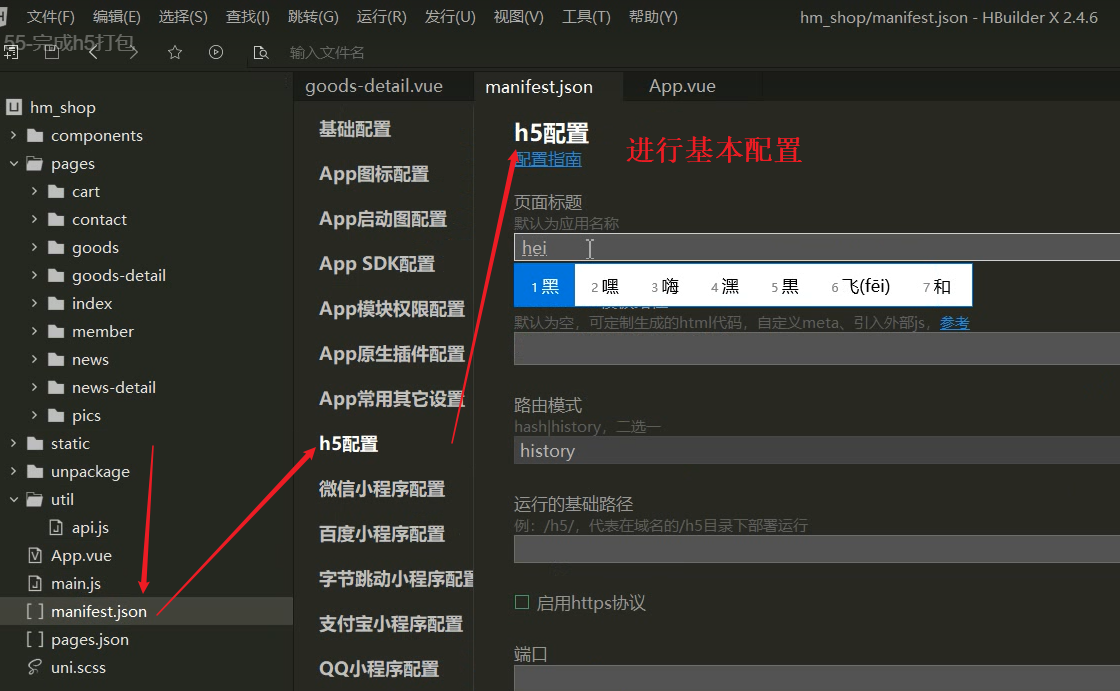 文件(F) 编辑(E) 选择(S) 查找(I) 跳转(G) 运行(R) 发行(U) 视图(V) 工具(T) 帮助(Y) hm_shop/manifest.json - HBuilder X 2.4.6
55-完成h5打包
输入文件名
goods-detail.vue manifest.json App.vue
hm_shop
components
pages
cart
contact
goods
goods-detail
index
member
news
news-detail
pics
static
unpackage
util
api.js
App.vue
main.js
manifest.json
pages.json
uni.scss
基础配置
App图标配置
App启动图配置
App SDK配置
App模块权限配置
App原生插件配置
App常用其它设置
h5配置
微信小程序配置
百度小程序配置
字节跳动小程序配置
支付宝小程序配置
QQ小程序配置
h5配置
进行基本配置
配置指南
页面标题
默认为应用名称
hei
1 黑 2 嘿 3 嗨 4 潶 5 黒 6 飞(fēi) 7 和
默认为空，可定制生成的html代码，自定义meta、引入外部js，参考
路由模式
hash|history，二选一
history
运行的基础路径
例：/h5/，代表在域名的/h5目录下部署运行
启用https协议
端口